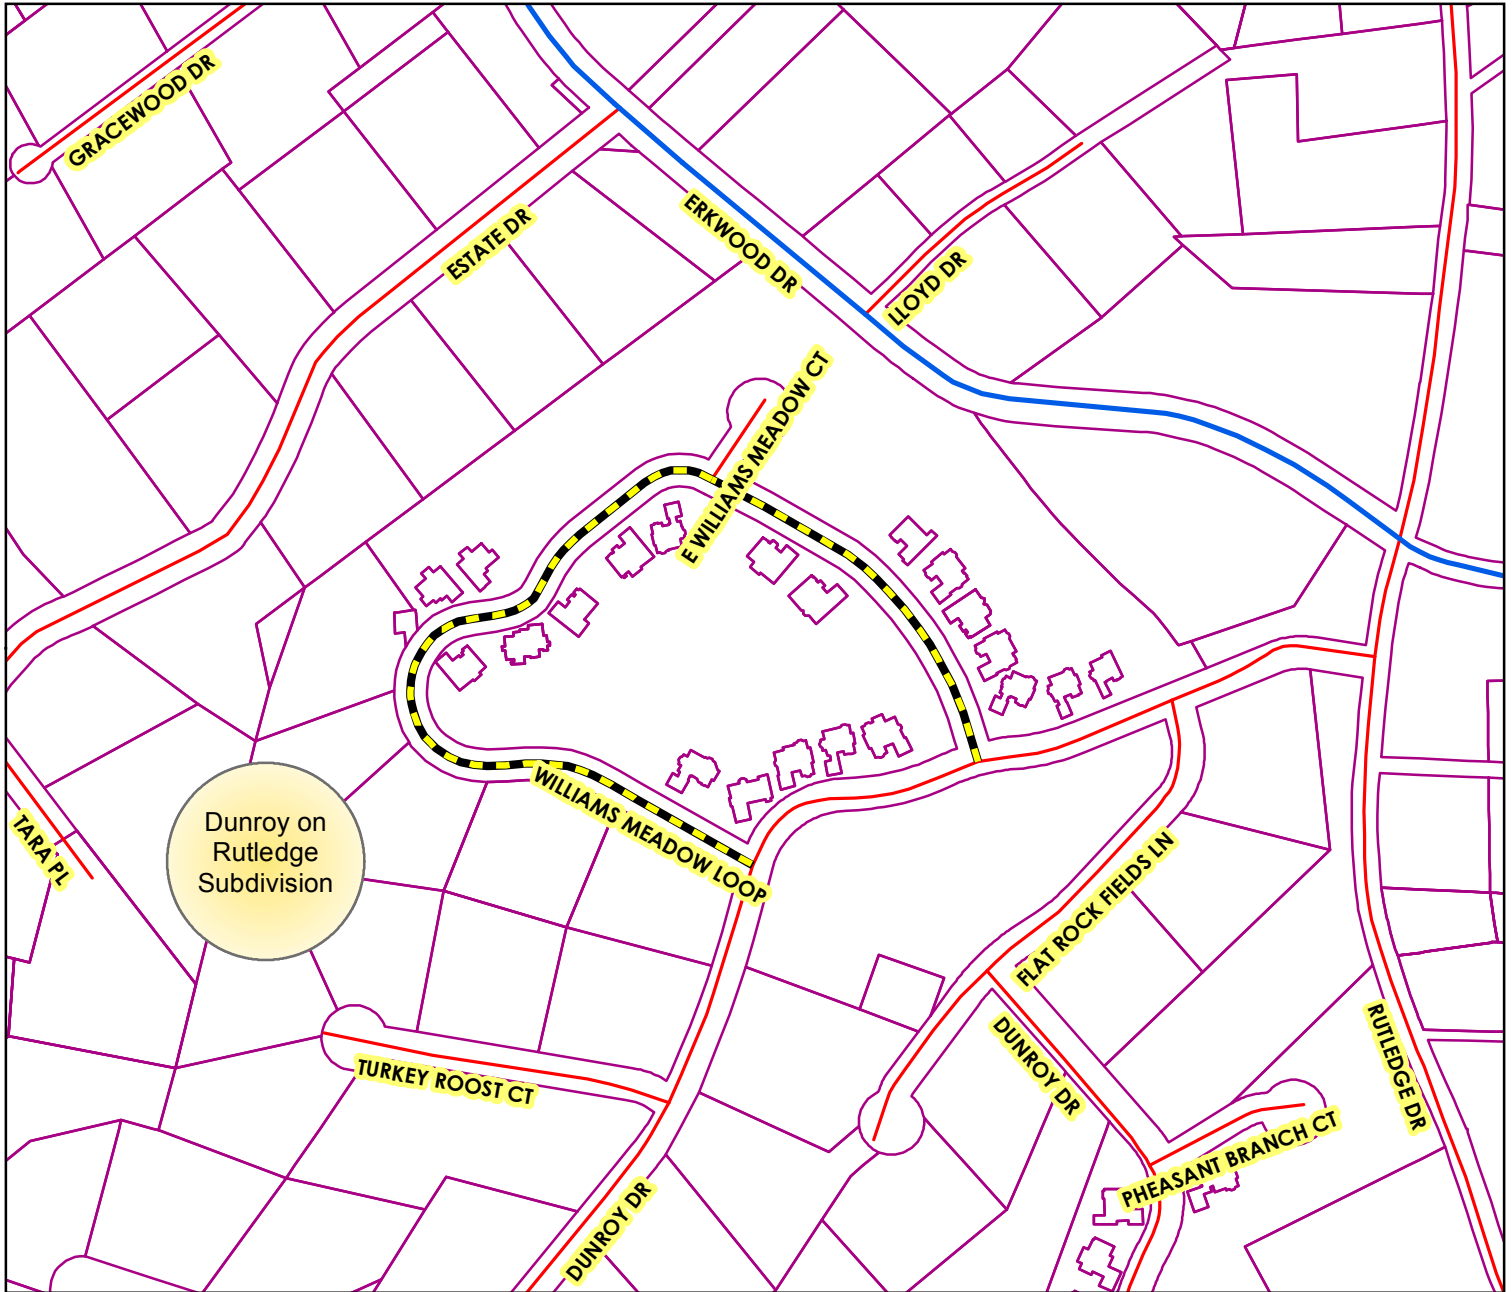 GRACEWOOD DR
ESTATE DR
ERKWOOD DR
LLOYD DR
E WILLIAMS MEADOW CT
TARA PL
Dunroy on
Rutledge
Subdivision
WILLIAMS MEADOW LOOP
FLAT ROCK FIELDS LN
TURKEY ROOST CT
DUNROY DR
RUTLEDGE DR
PHEASANT BRANCH CT
DUNROY DR